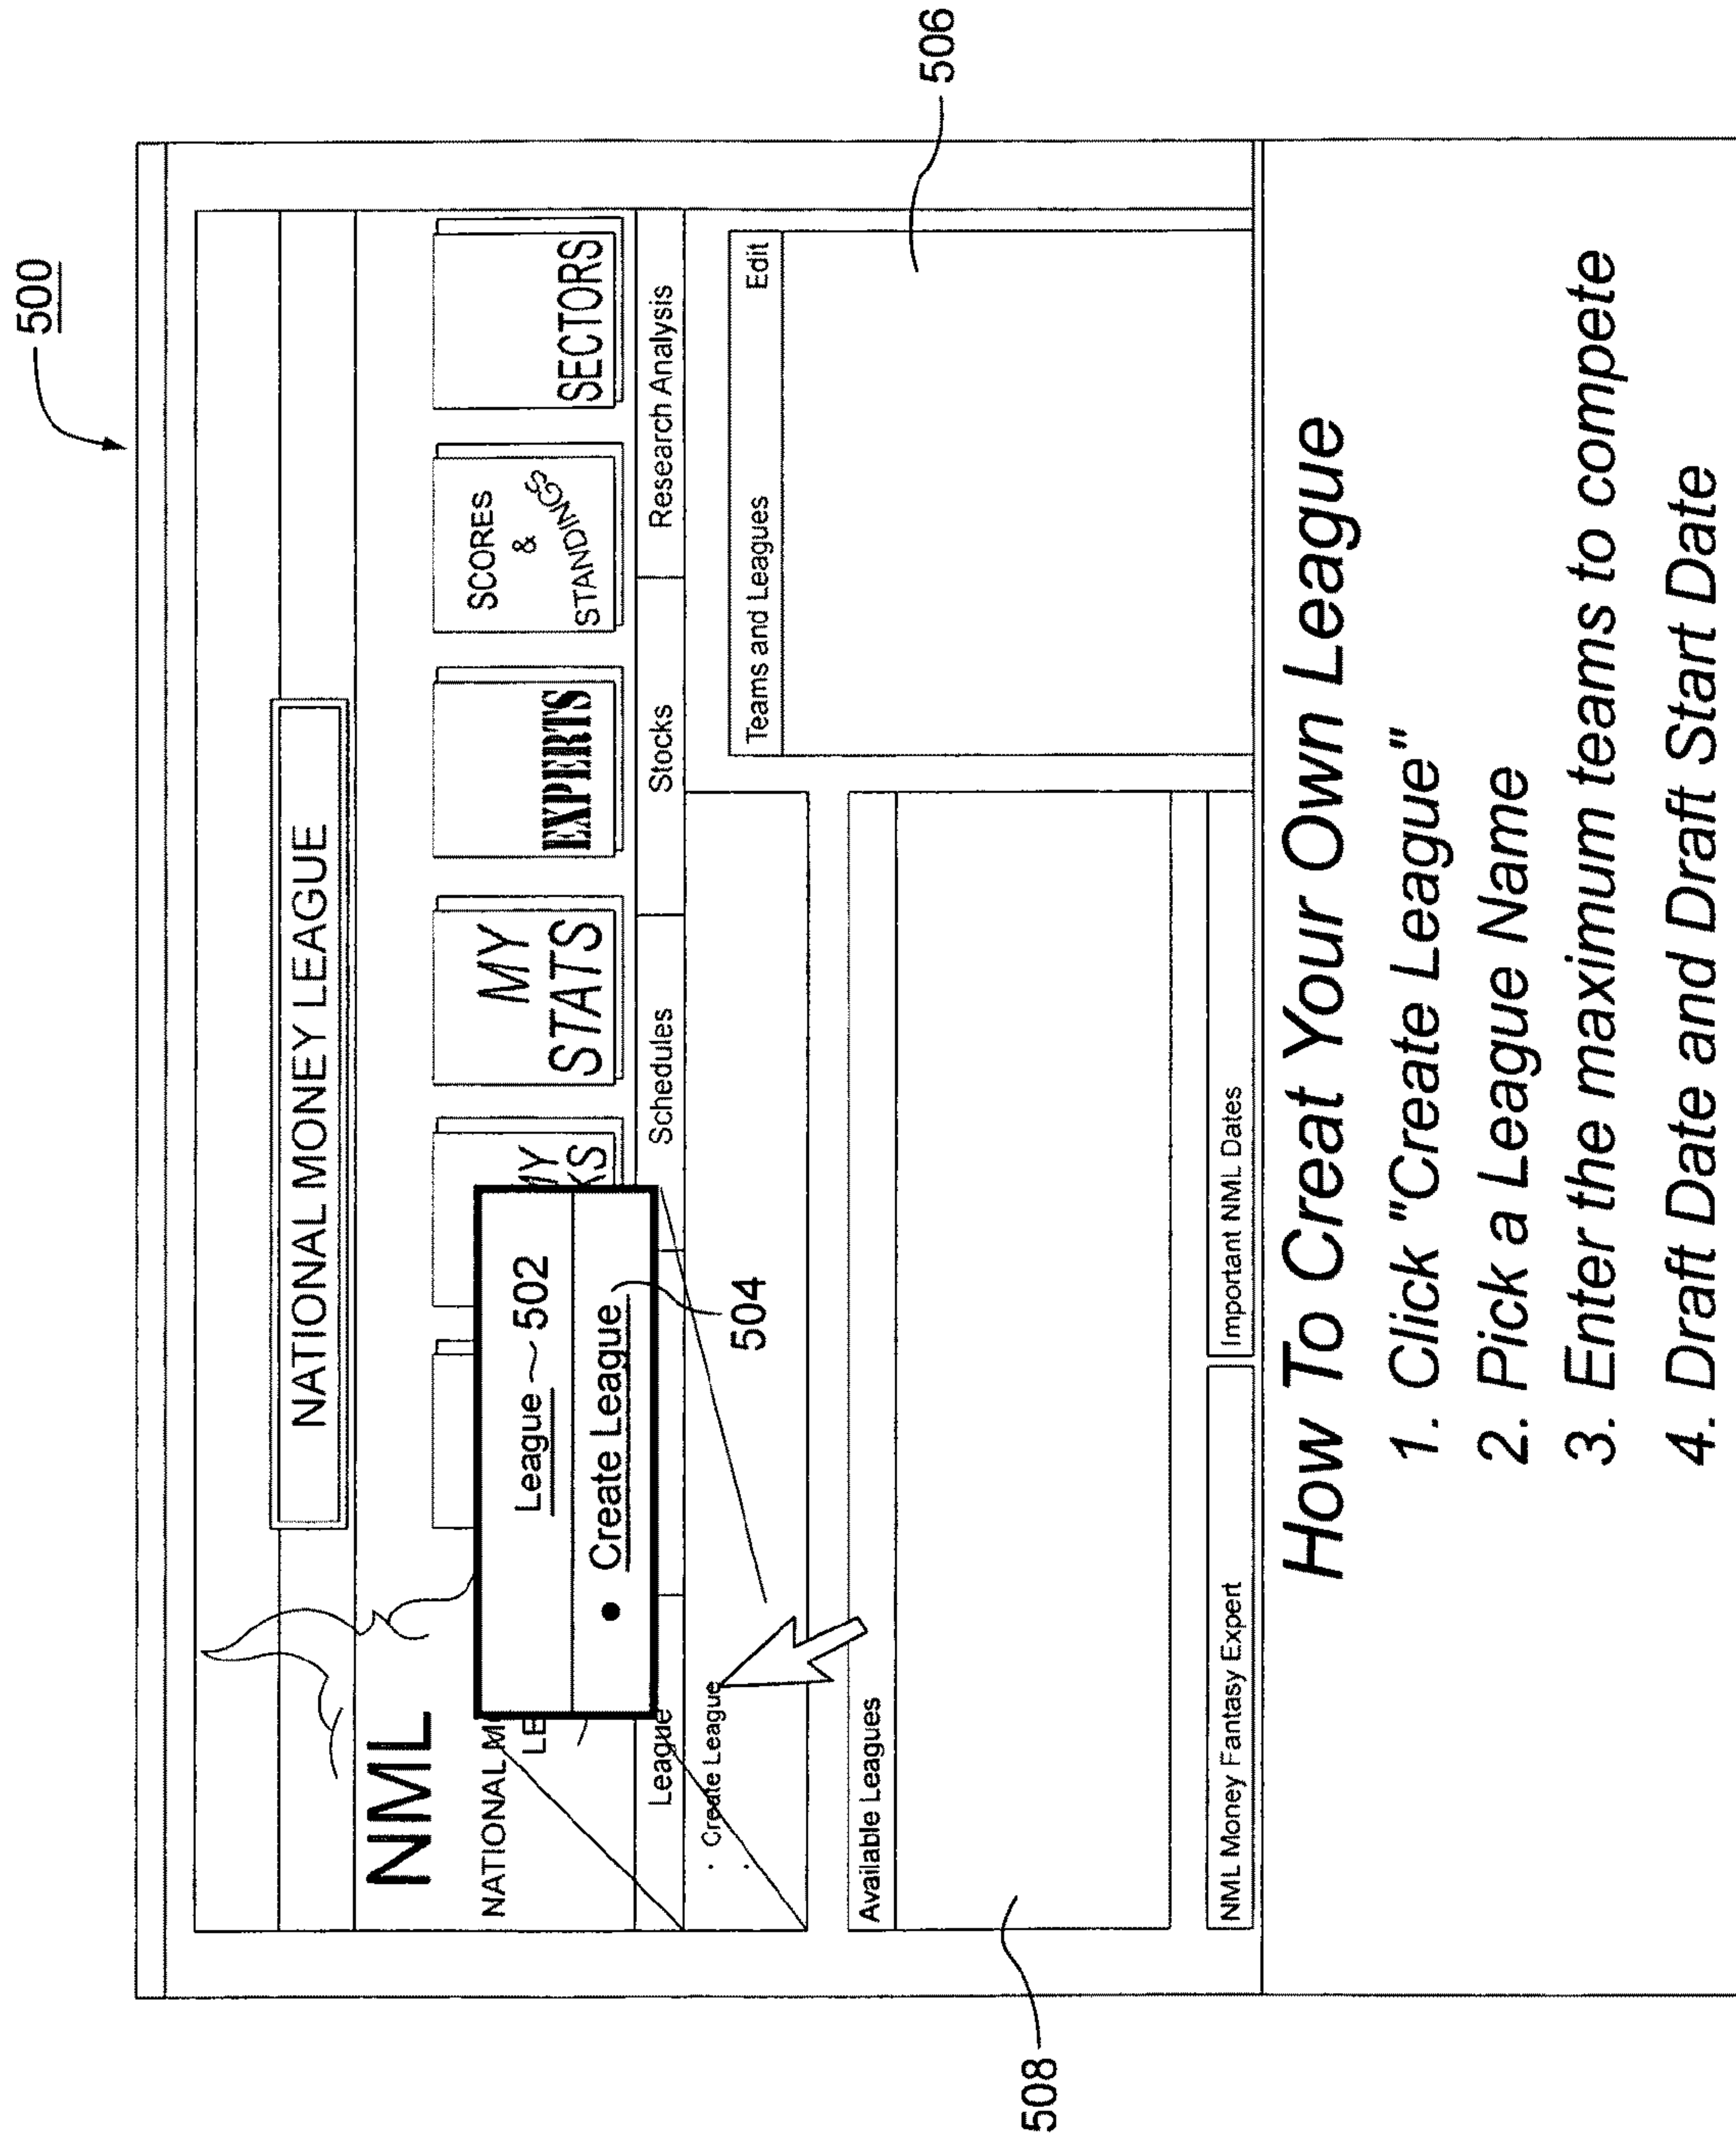 500
NATIONAL MONEY LEAGUE
NML
NATIONAL
MY
STATS
EXPERTS
SCORES
&
STANDINGS
SECTORS
League ~ 502
• Create League
504
League
Schedules
Stocks
Research Analysis
· Create League
Teams and Leagues
Edit
506
Available Leagues
508
NML Money Fantasy Expert
Important NML Dates
How To Creat Your Own League
1. Click "Create League"
2. Pick a League Name
3. Enter the maximum teams to compete
4. Draft Date and Draft Start Date